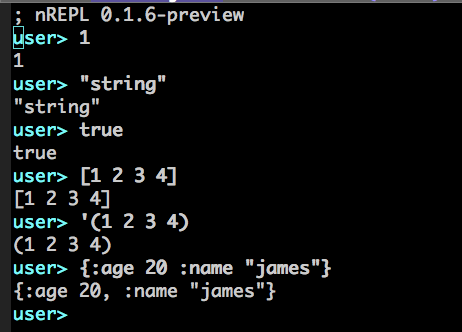 ; nREPL 0.1.6-preview
user> 1
1
user> "string"
"string"
user> true
true
user> [1 2 3 4]
[1 2 3 4]
user> '(1 2 3 4)
(1 2 3 4)
user> {:age 20 :name "james"}
{:age 20, :name "james"}
user>